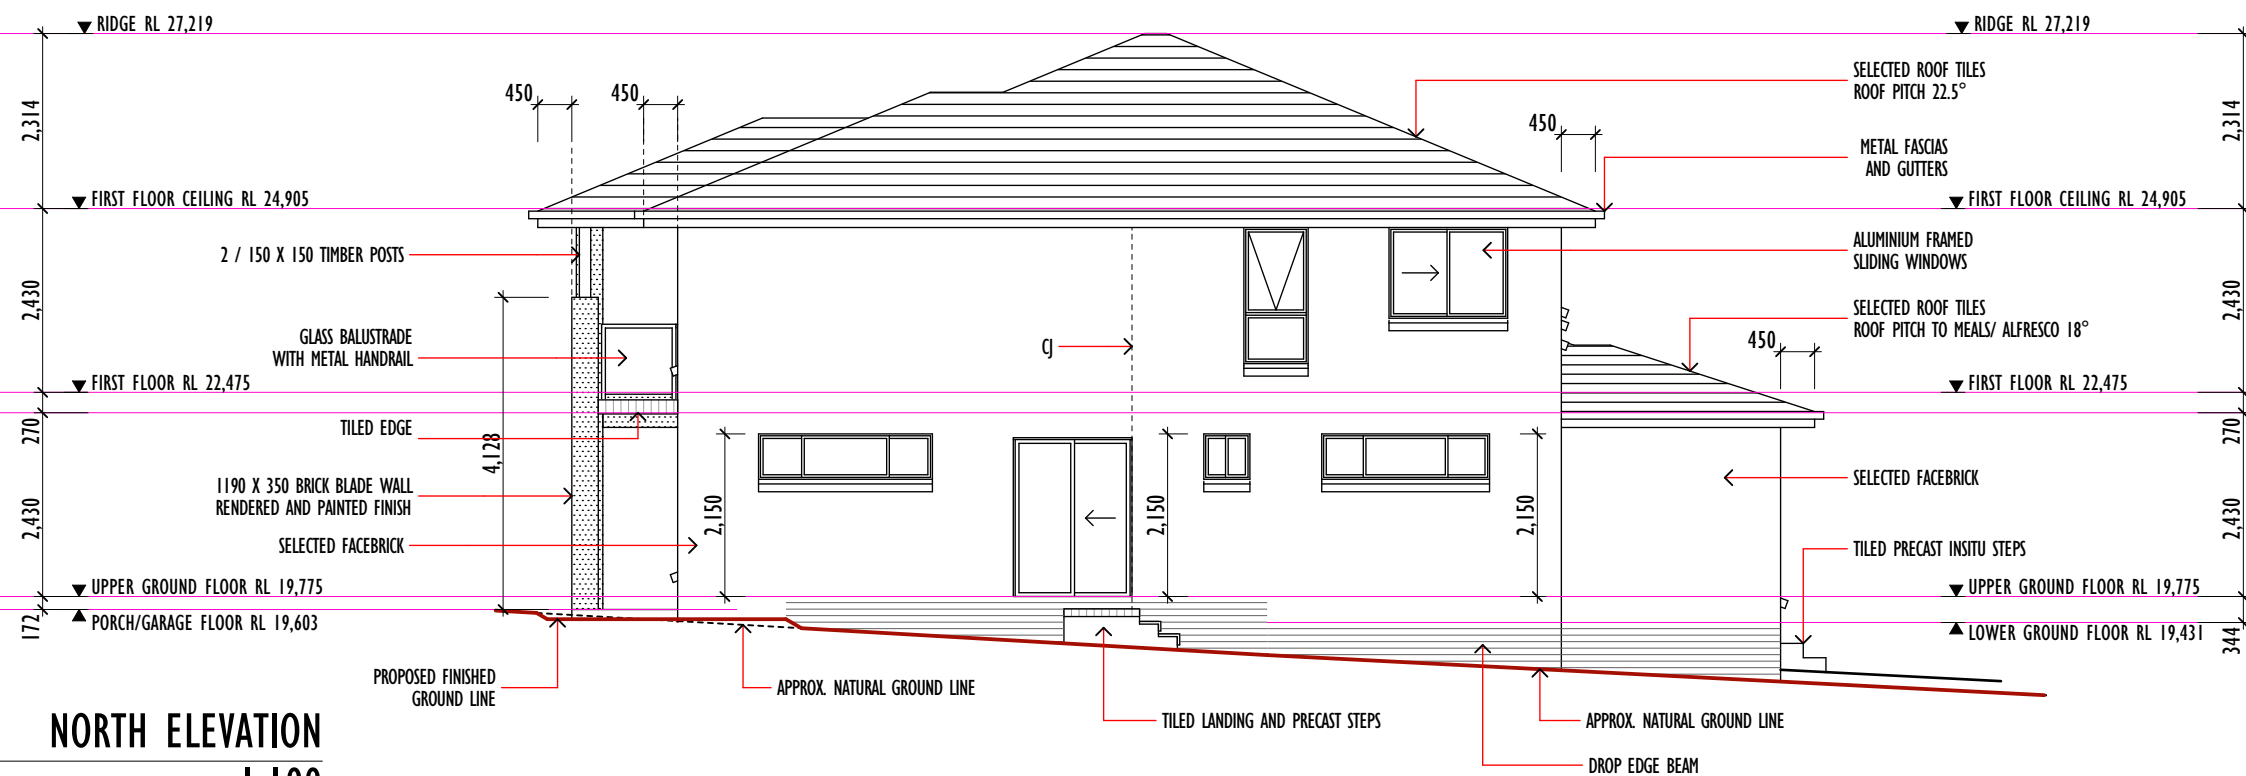 RIDGE RL 27,219
RIDGE RL 27,219
SELECTED ROOF TILES
ROOF PITCH 22.5°
450
450
450
2,314
2,314
METAL FASCIAS
AND GUTTERS
FIRST FLOOR CEILING RL 24,905
FIRST FLOOR CEILING RL 24,905
2 / 150 X 150 TIMBER POSTS
ALUMINIUM FRAMED
SLIDING WINDOWS
2,430
2,430
SELECTED ROOF TILES
ROOF PITCH TO MEALS/ ALFRESCO 18°
GLASS BALUSTRADE
WITH METAL HANDRAIL
CJ
450
FIRST FLOOR RL 22,475
FIRST FLOOR RL 22,475
270
270
TILED EDGE
4,128
1190 X 350 BRICK BLADE WALL
RENDERED AND PAINTED FINISH
SELECTED FACEBRICK
2,430
2,150
2,150
2,150
2,430
SELECTED FACEBRICK
TILED PRECAST INSITU STEPS
UPPER GROUND FLOOR RL 19,775
UPPER GROUND FLOOR RL 19,775
172
PORCH/GARAGE FLOOR RL 19,603
LOWER GROUND FLOOR RL 19,431
344
PROPOSED FINISHED
GROUND LINE
APPROX. NATURAL GROUND LINE
TILED LANDING AND PRECAST STEPS
APPROX. NATURAL GROUND LINE
DROP EDGE BEAM
NORTH ELEVATION